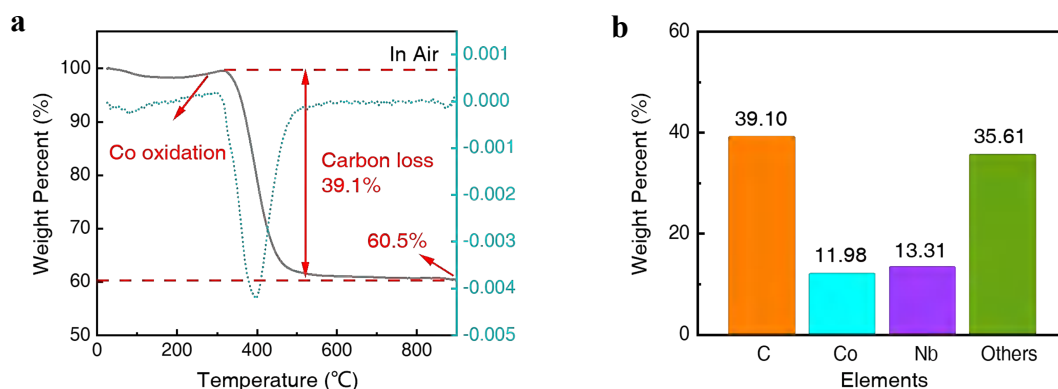 a
In Air
Weight Percent (%)
100
90
80
70
60
50
0.001
0.000
-0.001
-0.002
-0.003
-0.004
-0.005
Co oxidation
Carbon loss
39.1%
60.5%
0 200 400 600 800
Temperature (℃)
b
Weight Percent (%)
60
40
20
0
39.10
11.98
13.31
35.61
C Co Nb Others
Elements